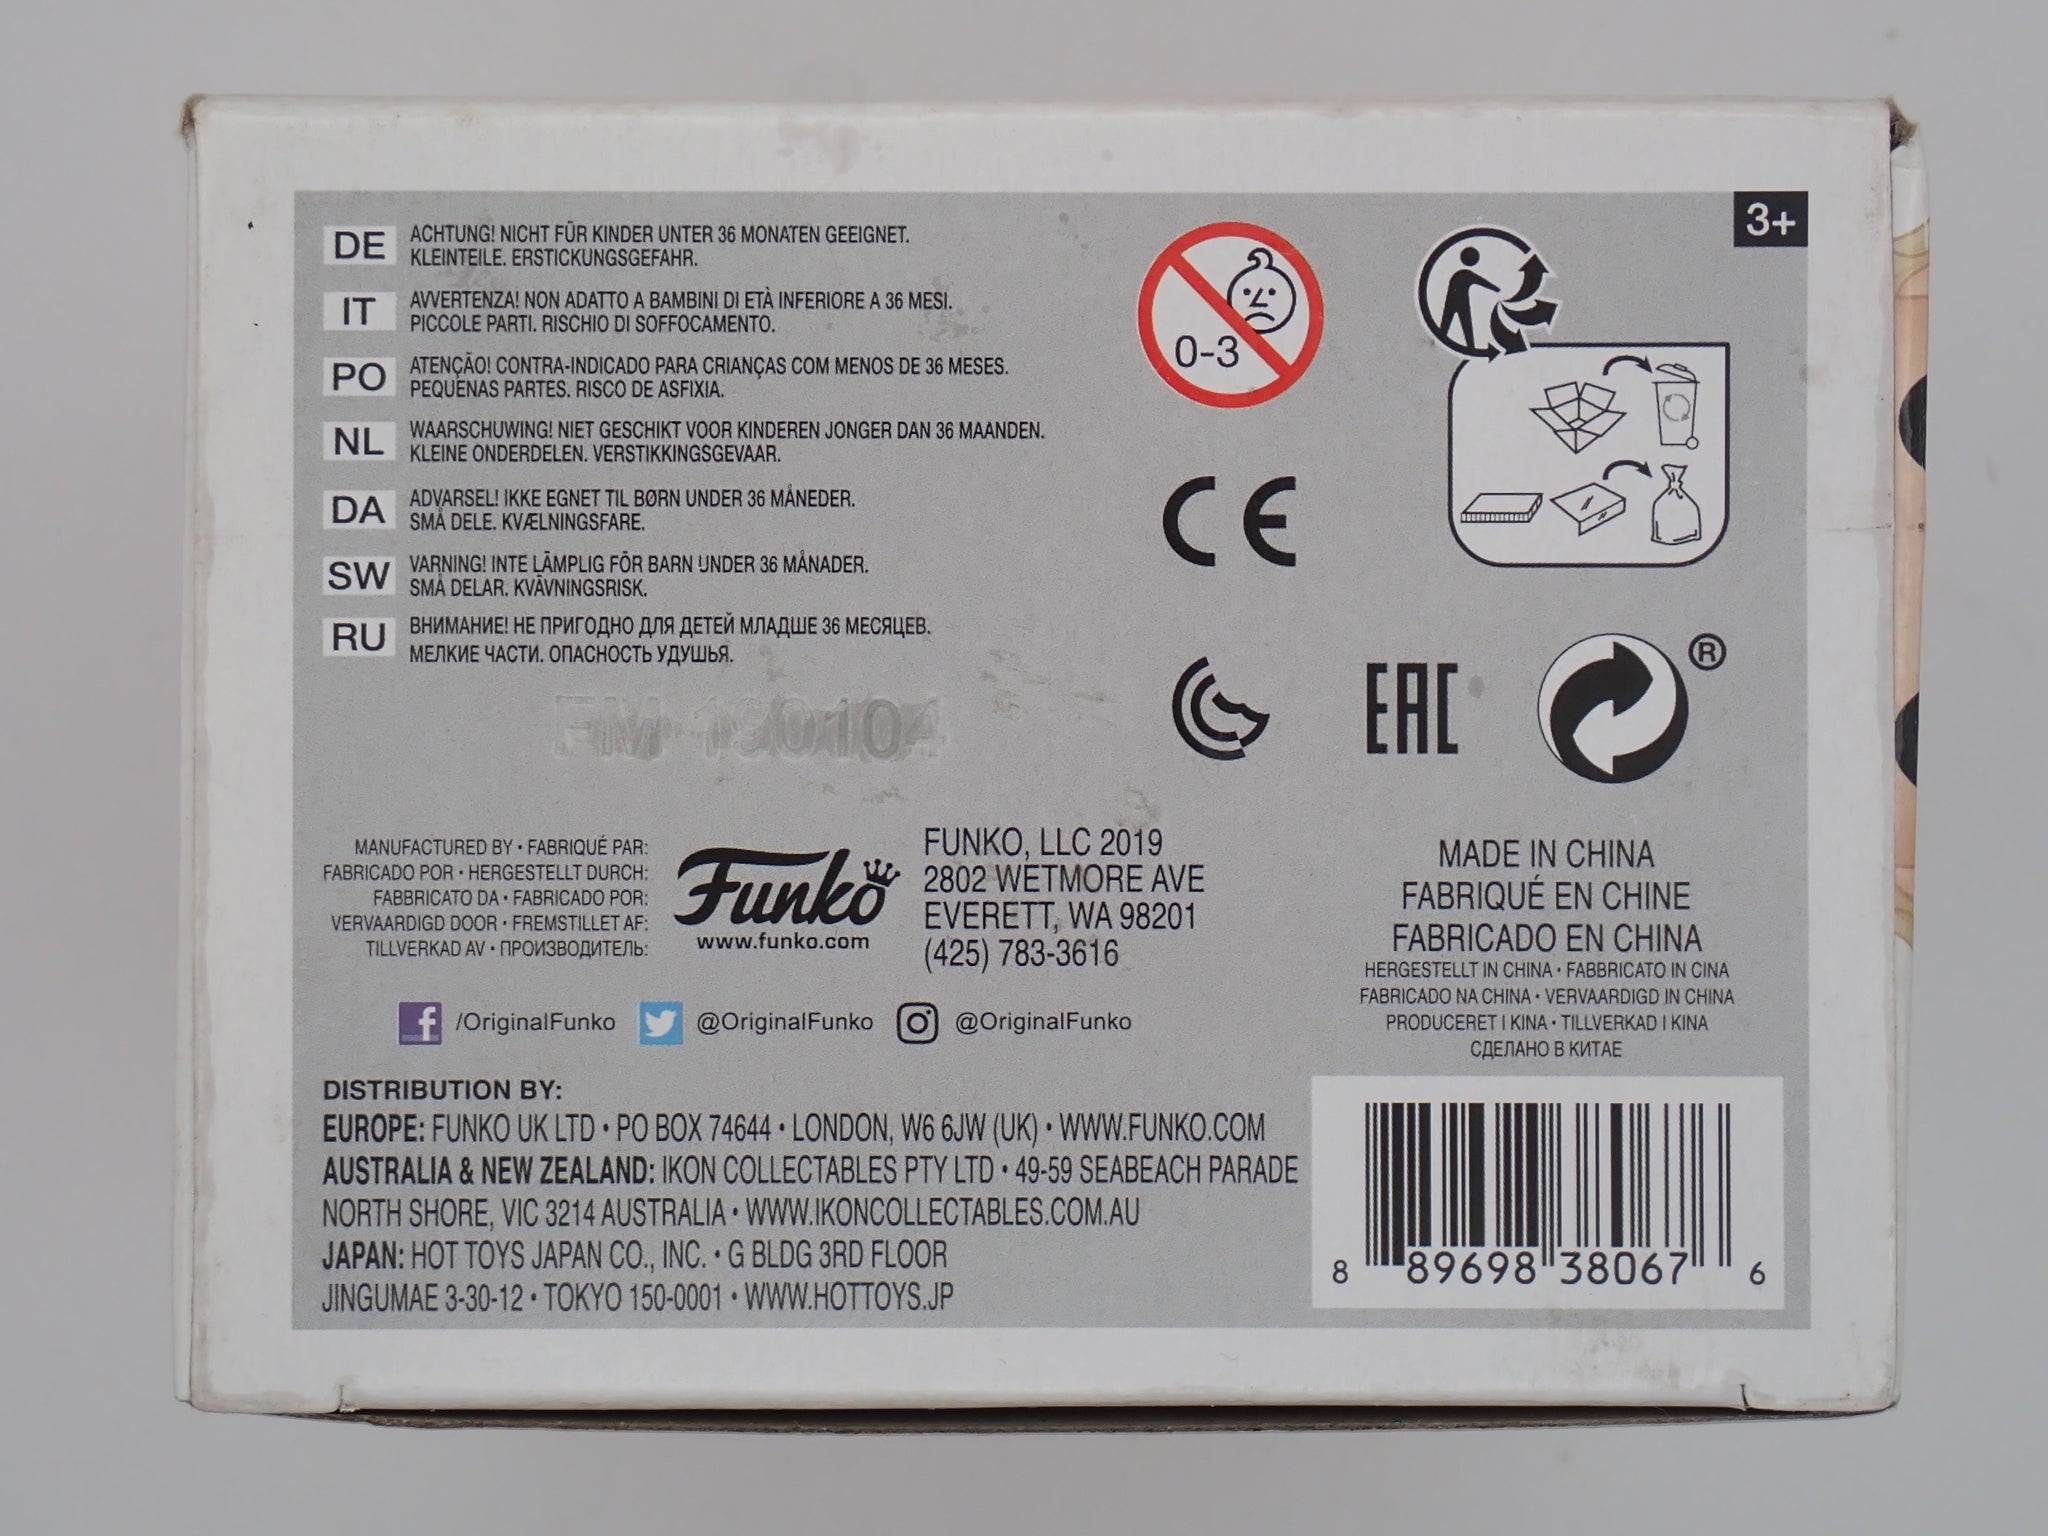 3+
DE
ACHTUNG! NICHT FÜR KINDER UNTER 36 MONATEN GEEIGNET.
KLEINTEILE. ERSTICKUNGSGEFAHR.
IT
AVVERTENZA! NON ADATTO A BAMBINI DI ETÀ INFERIORE A 36 MESI.
PICCOLE PARTI. RISCHIO DI SOFFOCAMENTO.
PO
ATENÇÃO! CONTRA-INDICADO PARA CRIANÇAS COM MENOS DE 36 MESES.
PEQUENAS PARTES. RISCO DE ASFIXIA.
NL
WAARSCHUWING! NIET GESCHIKT VOOR KINDEREN JONGER DAN 36 MAANDEN.
KLEINE ONDERDELEN. VERSTIKKINGSGEVAAR.
DA
ADVARSEL! IKKE EGNET TIL BØRN UNDER 36 MÅNEDER.
SMÅ DELE. KVÆLNINGSFARE.
SW
VARNING! INTE LÄMPLIG FÖR BARN UNDER 36 MÅNADER.
SMÅ DELAR. KVÄVNINGSRISK.
RU
ВНИМАНИЕ! НЕ ПРИГОДНО ДЛЯ ДЕТЕЙ МЛАДШЕ 36 МЕСЯЦЕВ.
МЕЛКИЕ ЧАСТИ. ОПАСНОСТЬ УДУШЬЯ.
FM 190104
0-3
CE
EAC
®
MANUFACTURED BY • FABRIQUÉ PAR:
FABRICADO POR • HERGESTELLT DURCH:
FABBRICATO DA • FABRICADO POR:
VERVAARDIGD DOOR • FREMSTILLET AF:
TILLVERKAD AV • ПРОИЗВОДИТЕЛЬ:
Funko
www.funko.com
FUNKO, LLC 2019
2802 WETMORE AVE
EVERETT, WA 98201
(425) 783-3616
MADE IN CHINA
FABRIQUÉ EN CHINE
FABRICADO EN CHINA
HERGESTELLT IN CHINA • FABBRICATO IN CINA
FABRICADO NA CHINA • VERVAARDIGD IN CHINA
PRODUCERET I KINA • TILLVERKAD I KINA
СДЕЛАНО В КИТАЕ
/OriginalFunko @OriginalFunko @OriginalFunko
DISTRIBUTION BY:
EUROPE: FUNKO UK LTD • PO BOX 74644 • LONDON, W6 6JW (UK) • WWW.FUNKO.COM
AUSTRALIA & NEW ZEALAND: IKON COLLECTABLES PTY LTD • 49-59 SEABEACH PARADE
NORTH SHORE, VIC 3214 AUSTRALIA • WWW.IKONCOLLECTABLES.COM.AU
JAPAN: HOT TOYS JAPAN CO., INC. • G BLDG 3RD FLOOR
JINGUMAE 3-30-12 • TOKYO 150-0001 • WWW.HOTTOYS.JP
8 89698 38067 6